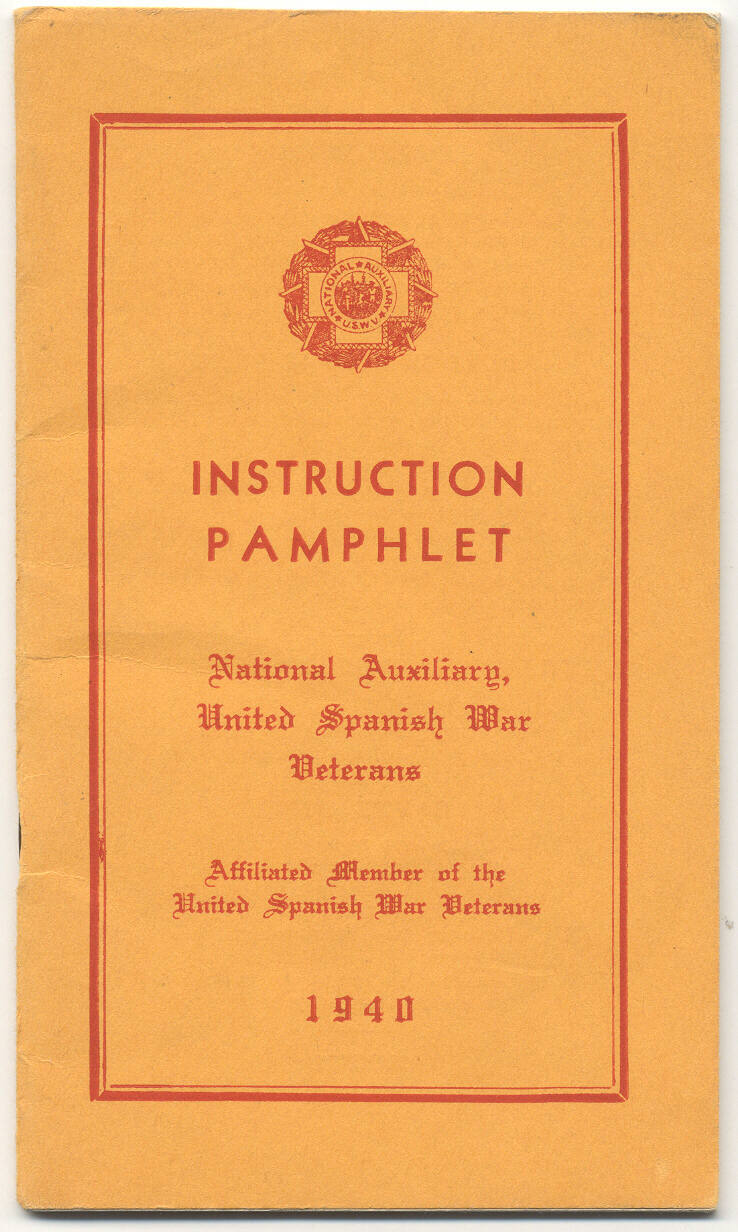 NATIONAL ★ AUXILIARY
★ U.S.W.V. ★
INSTRUCTION
PAMPHLET
National Auxiliary,
United Spanish War
Veterans
Affiliated Member of the
United Spanish War Veterans
1940